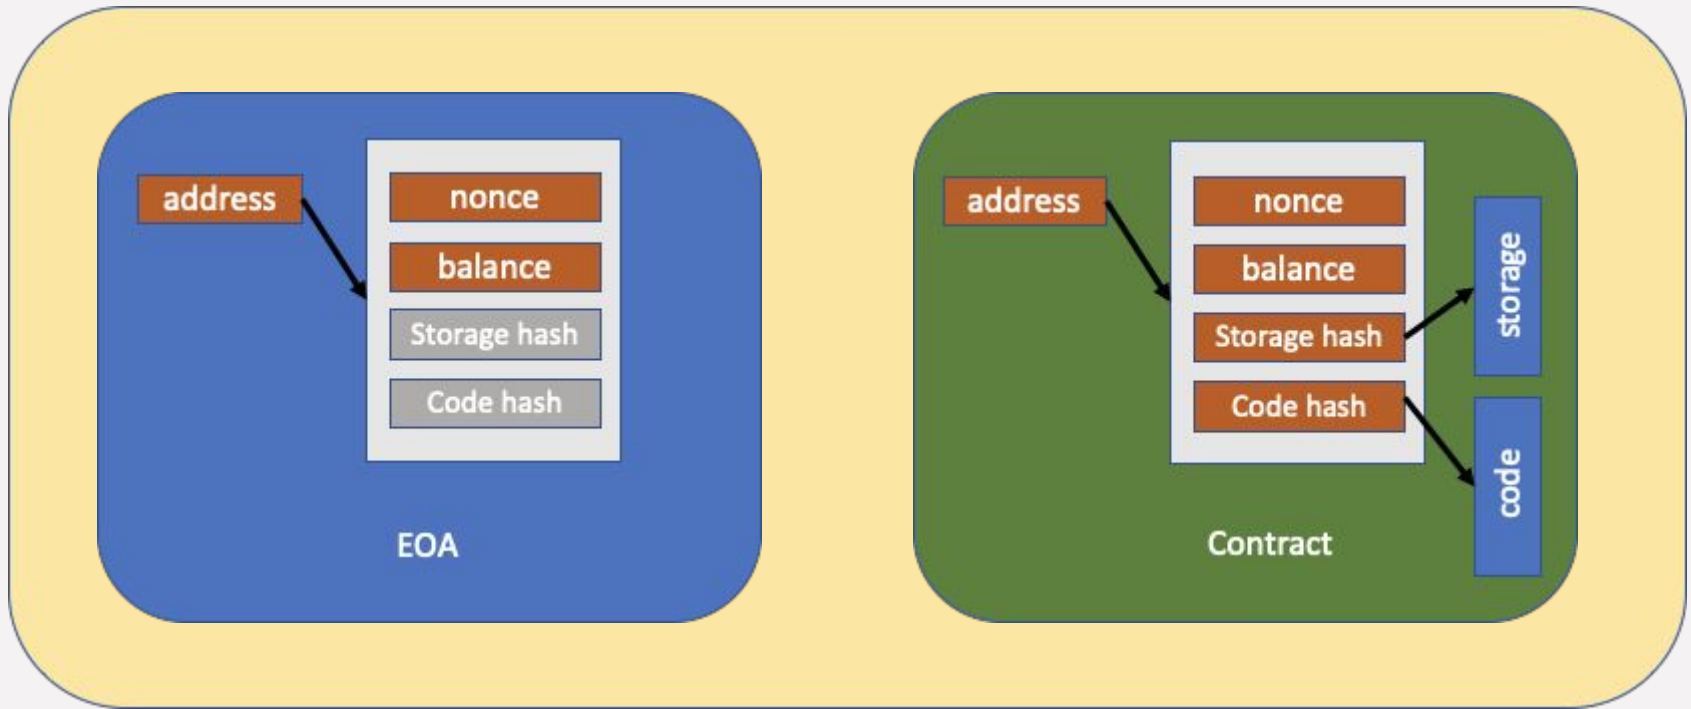 address
nonce
balance
Storage hash
Code hash
EOA
address
nonce
balance
Storage hash
Code hash
storage
code
Contract